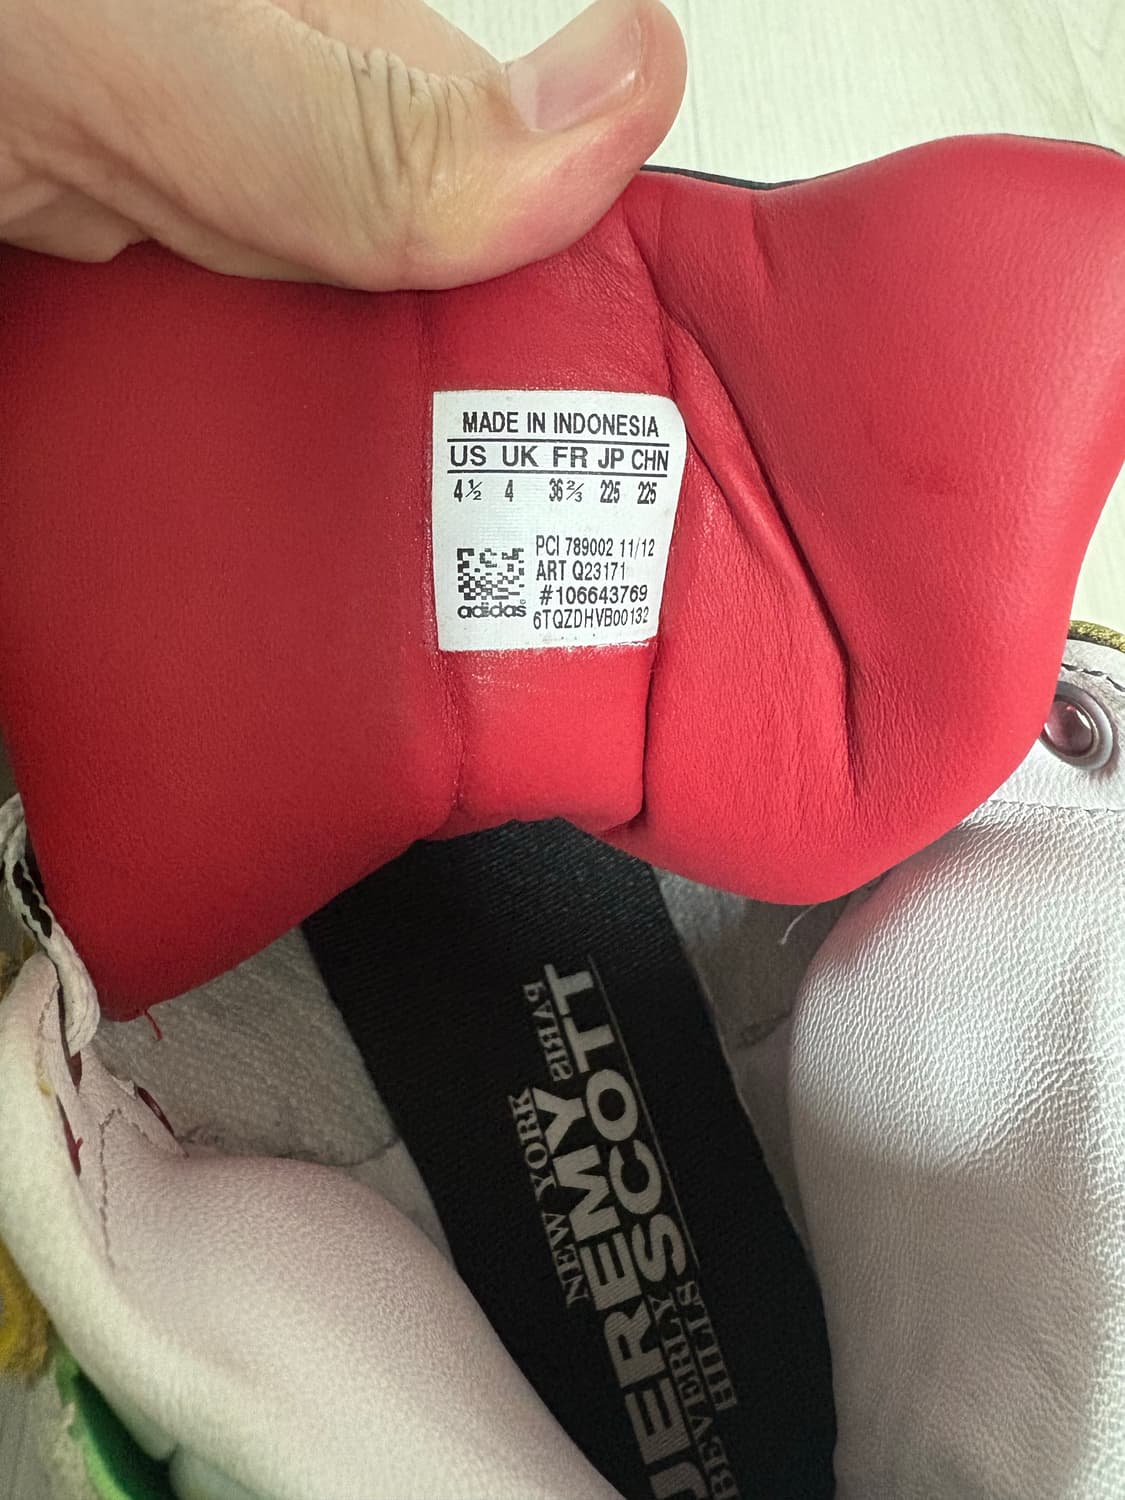 MADE IN INDONESIA
US UK FR JP CHN
4½ 4 36⅔ 225 225
PCI 789002 11/12
ART Q23171
#106643769
adidas
6TQZDHVB00132
NEW YORK PARIS
JEREMY
SCOTT
BEVERLY
HILLS